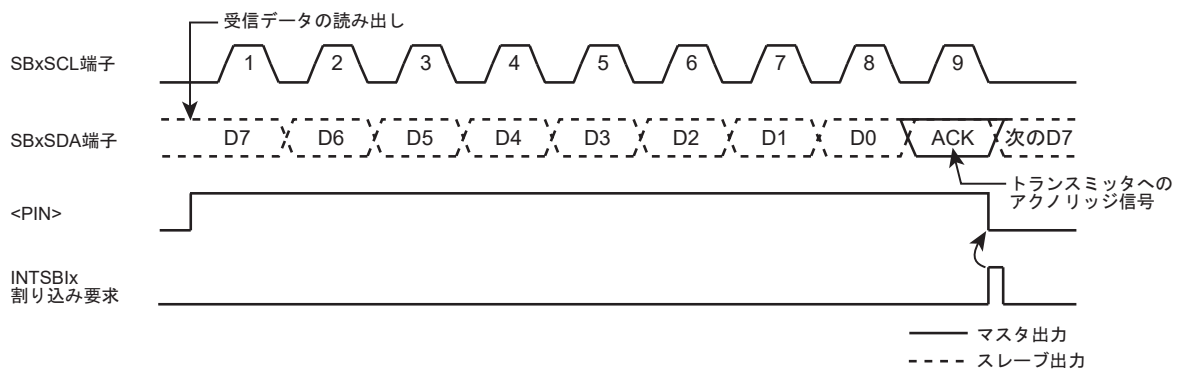 受信データの読み出し
SBxSCL端子
1 2 3 4 5 6 7 8 9
SBxSDA端子
D7 D6 D5 D4 D3 D2 D1 D0 ACK 次のD7
トランスミッタへの
アクノリッジ信号
<PIN>
INTSBIx
割り込み要求
マスタ出力
スレーブ出力